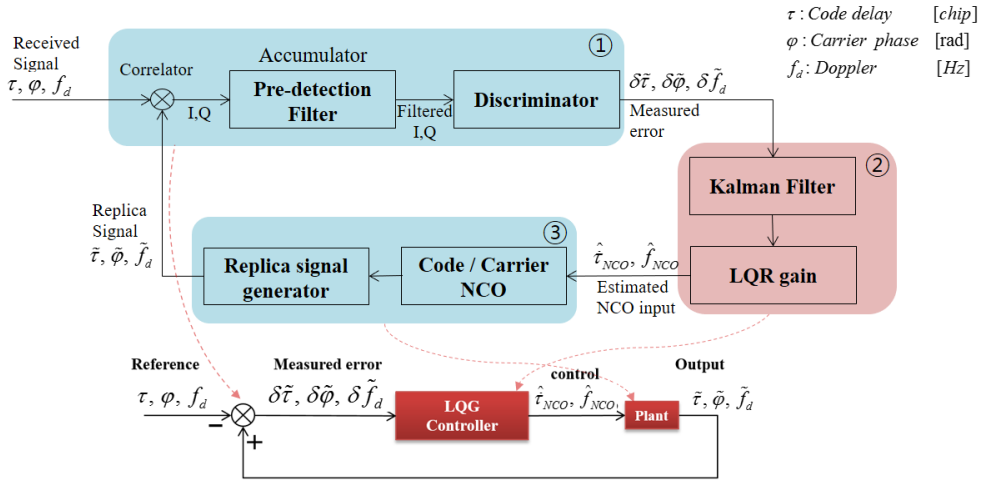 τ : Code delay [chip]
φ : Carrier phase [rad]
f_d : Doppler [Hz]
①
Received
Signal
τ, φ, f_d
Correlator
I,Q
Accumulator
Pre-detection
Filter
Filtered
I,Q
Discriminator
δτ̃, δφ̃, δf̃_d
Measured
error
②
Kalman Filter
LQR gain
τ̂_NCO, f̂_NCO
Estimated
NCO input
③
Code / Carrier
NCO
Replica signal
generator
Replica
Signal
τ̃, φ̃, f̃_d
Reference
τ, φ, f_d
−
+
Measured error
δτ̃, δφ̃, δf̃_d
LQG
Controller
control
τ̂_NCO, f̂_NCO,
Plant
Output
τ̃, φ̃, f̃_d